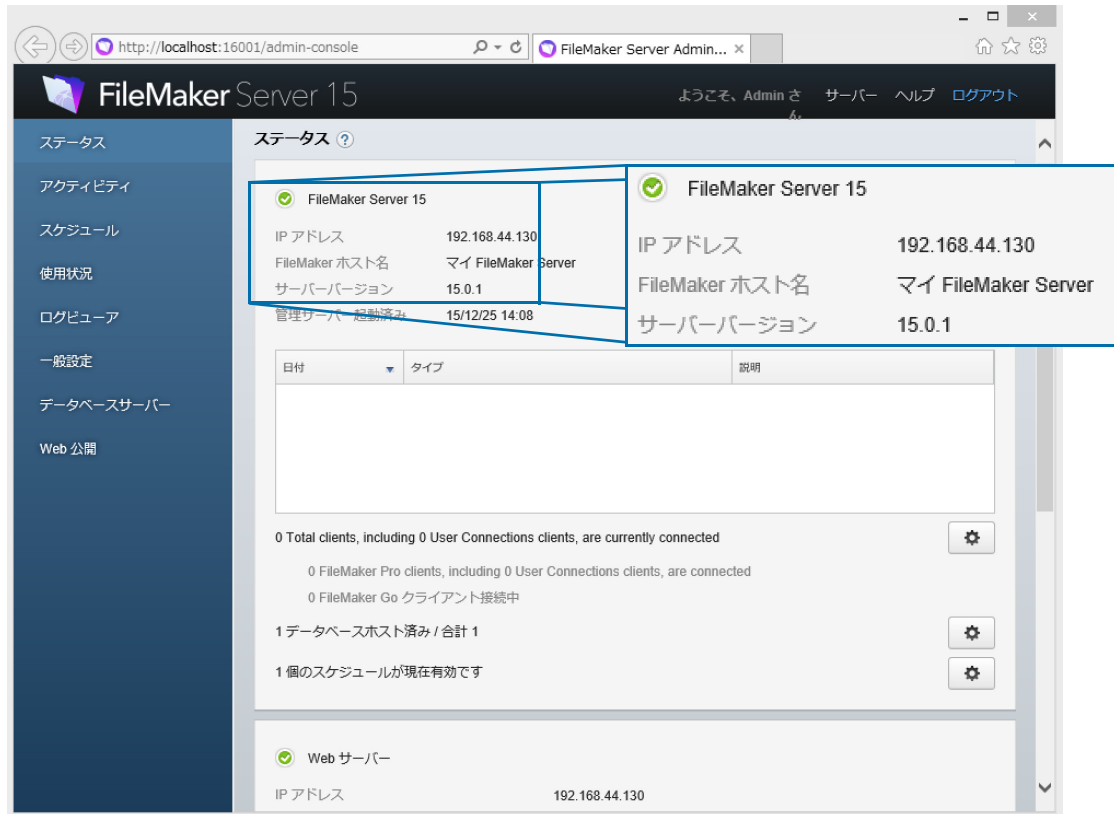 http://localhost:16001/admin-console
FileMaker Server Admin...
FileMaker Server 15
ようこそ、Admin さん。
サーバー
ヘルプ
ログアウト
ステータス
アクティビティ
スケジュール
使用状況
ログビューア
一般設定
データベースサーバー
Web 公開
ステータス ?
FileMaker Server 15
IP アドレス 192.168.44.130
FileMaker ホスト名 マイ FileMaker Server
サーバーバージョン 15.0.1
管理サーバー起動済み 15/12/25 14:08
FileMaker Server 15
IP アドレス 192.168.44.130
FileMaker ホスト名 マイ FileMaker Server
サーバーバージョン 15.0.1
日付 タイプ 説明
0 Total clients, including 0 User Connections clients, are currently connected
0 FileMaker Pro clients, including 0 User Connections clients, are connected
0 FileMaker Go クライアント接続中
1 データベースホスト済み / 合計 1
1 個のスケジュールが現在有効です
Web サーバー
IP アドレス 192.168.44.130